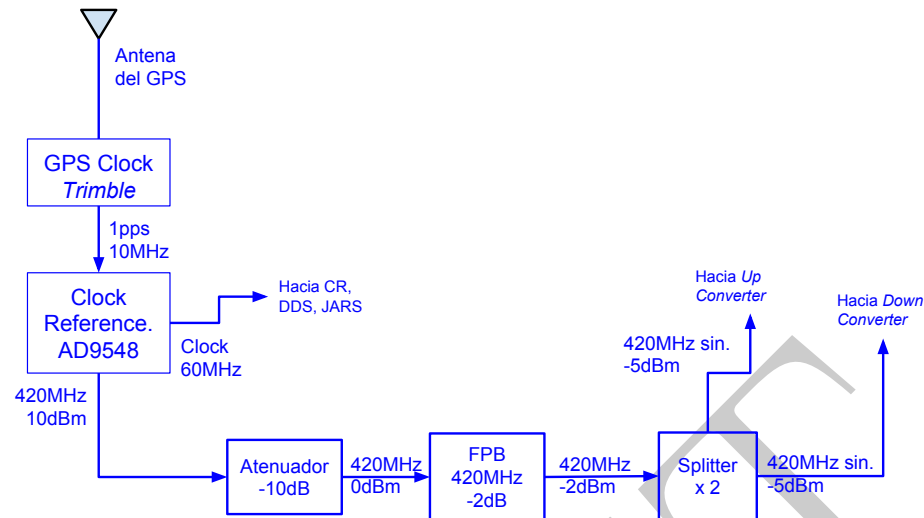 Antena
del GPS
GPS Clock
Trimble
1pps
10MHz
Clock
Reference.
AD9548
Hacia CR,
DDS, JARS
Clock
60MHz
420MHz
10dBm
Atenuador
-10dB
420MHz
0dBm
FPB
420MHz
-2dB
420MHz
-2dBm
Splitter
x 2
420MHz sin.
-5dBm
Hacia Up
Converter
420MHz sin.
-5dBm
Hacia Down
Converter